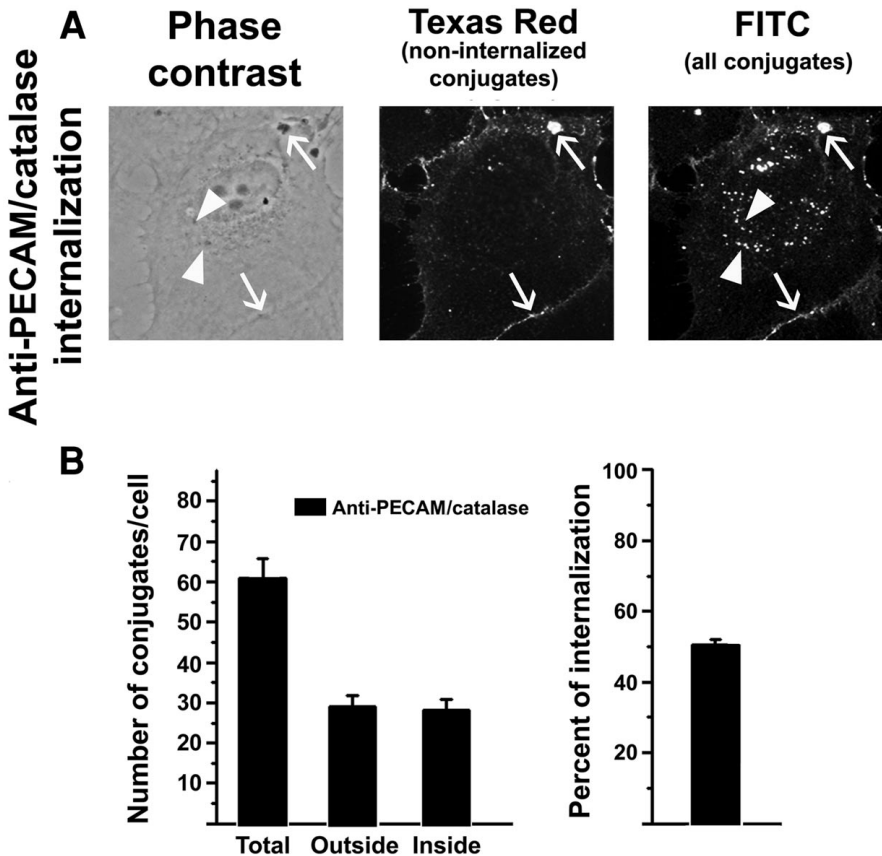 A
Phase
contrast
Texas Red
(non-internalized
conjugates)
FITC
(all conjugates)
Anti-PECAM/catalase
internalization
B
Number of conjugates/cell
80
70
60
50
40
30
20
10
Anti-PECAM/catalase
Total Outside Inside
Percent of internalization
100
80
60
40
20